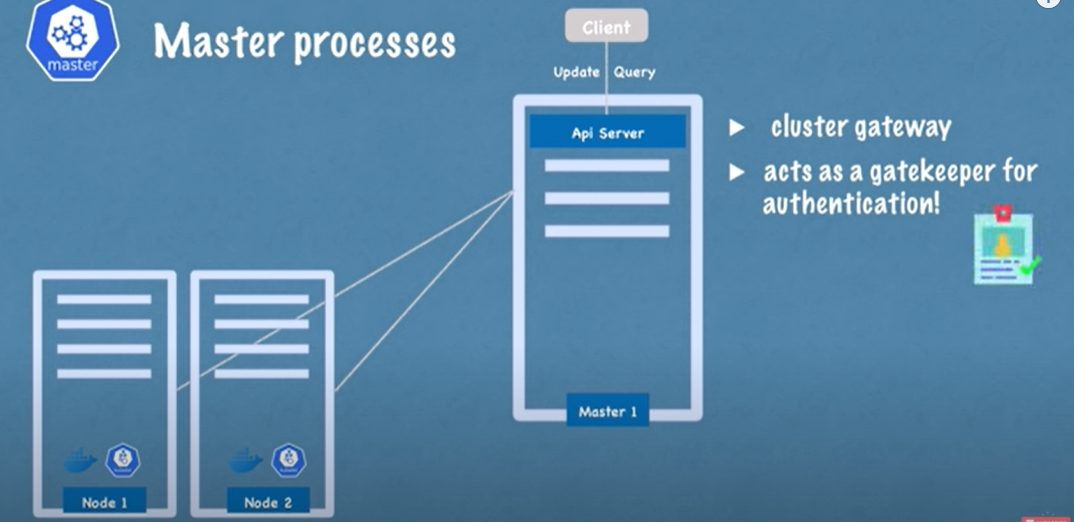 master
Master processes
Client
Update Query
Api Server
cluster gateway
acts as a gatekeeper for
authentication!
Master 1
Node 1
Node 2